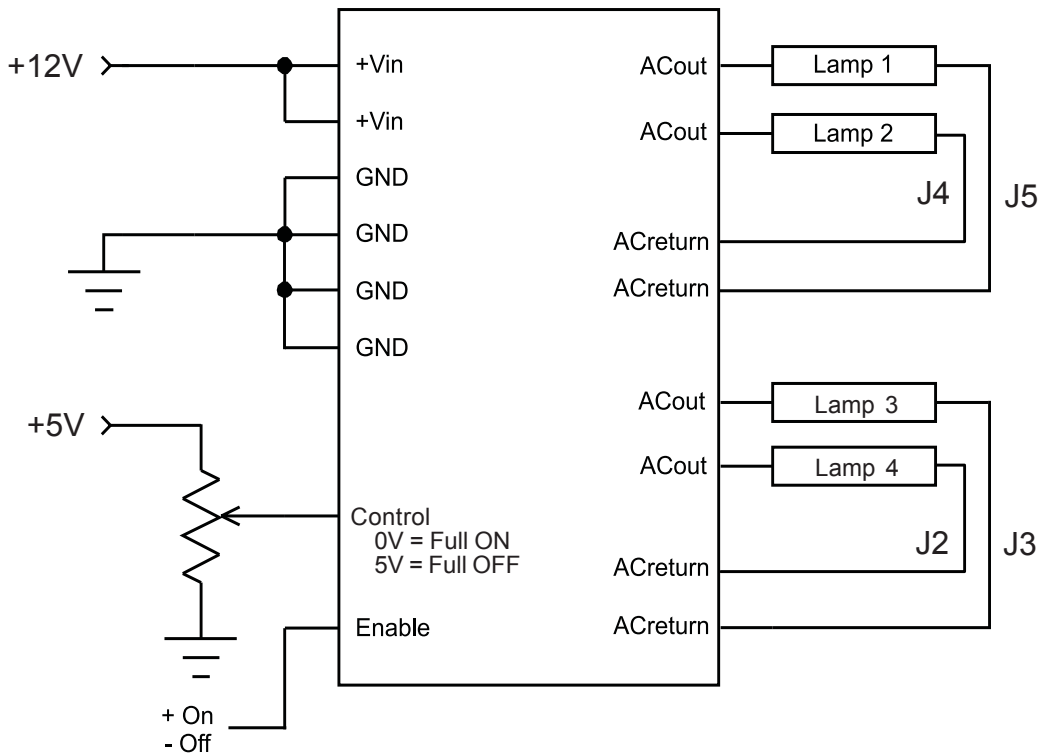 +12V
+Vin
+Vin
GND
GND
GND
GND
+5V
Control
0V = Full ON
5V = Full OFF
Enable
+ On
- Off
ACout
Lamp 1
ACout
Lamp 2
J4
J5
ACreturn
ACreturn
ACout
Lamp 3
ACout
Lamp 4
J2
J3
ACreturn
ACreturn